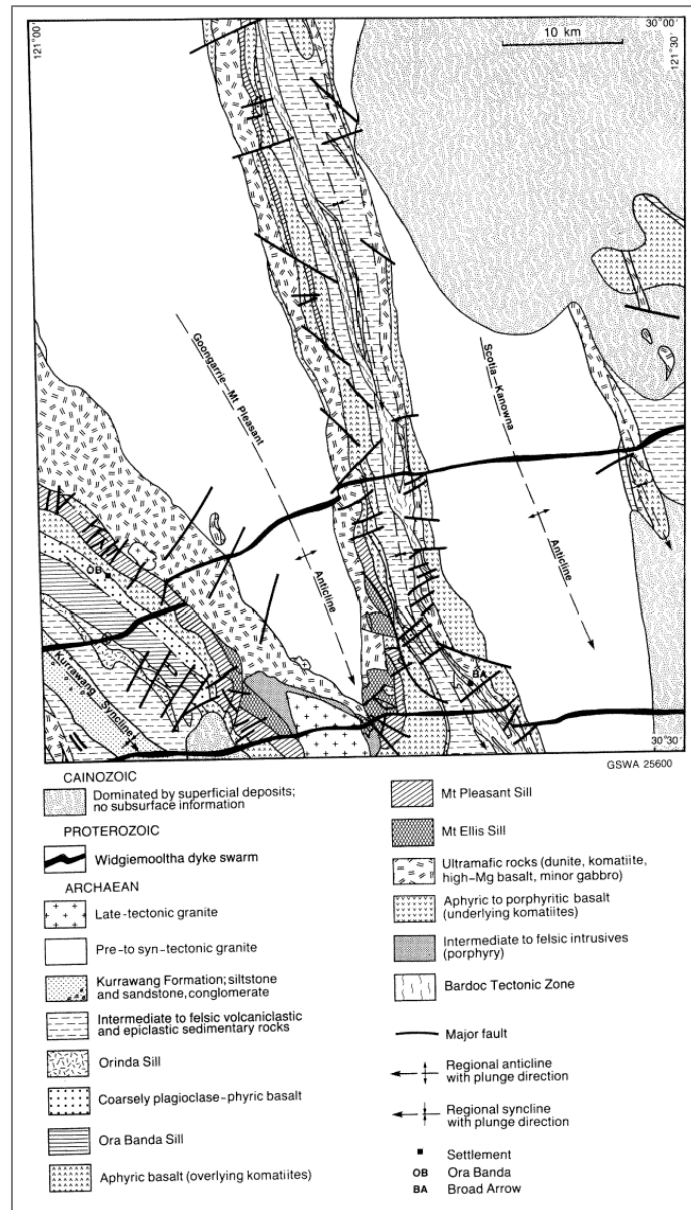 121°00'
30°00'
10 km
121°30'
Goongarrie–Mt Pleasant
Anticline
Scotia–Kanowna
Anticline
OB
Kurrawang Syncline
BA
30°30'
GSWA 25600
CAINOZOIC
Dominated by superficial deposits;
no subsurface information
PROTEROZOIC
Widgiemooltha dyke swarm
ARCHAEAN
Late-tectonic granite
Pre-to syn-tectonic granite
Kurrawang Formation; siltstone
and sandstone, conglomerate
Intermediate to felsic volcaniclastic
and epiclastic sedimentary rocks
Orinda Sill
Coarsely plagioclase-phyric basalt
Ora Banda Sill
Aphyric basalt (overlying komatiites)
Mt Pleasant Sill
Mt Ellis Sill
Ultramafic rocks (dunite, komatiite,
high-Mg basalt, minor gabbro)
Aphyric to porphyritic basalt
(underlying komatiites)
Intermediate to felsic intrusives
(porphyry)
Bardoc Tectonic Zone
Major fault
Regional anticline
with plunge direction
Regional syncline
with plunge direction
Settlement
OB Ora Banda
BA Broad Arrow